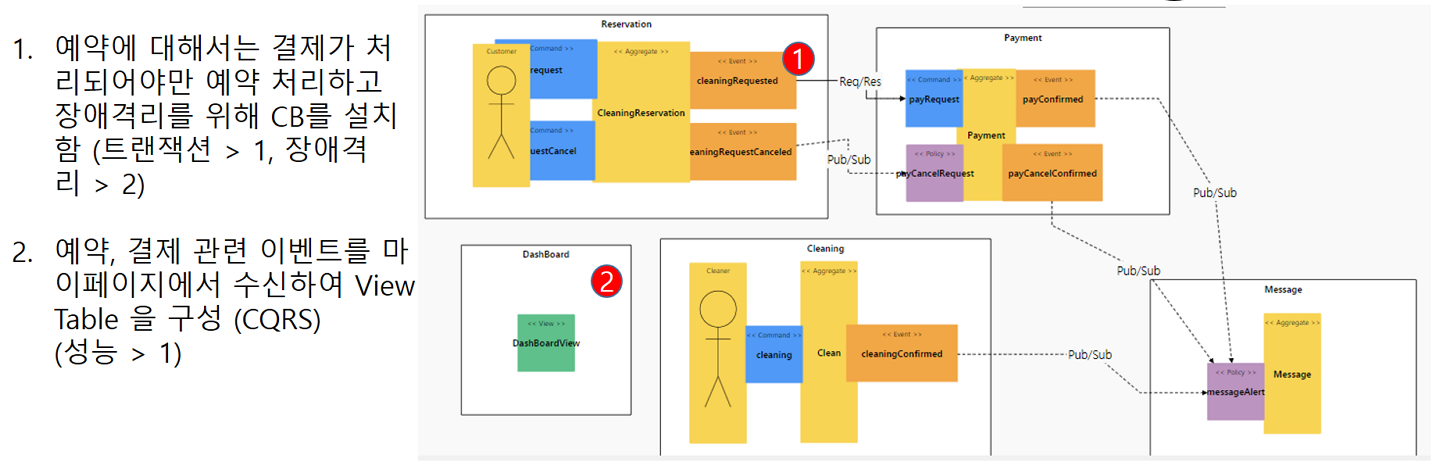 1. 예약에 대해서는 결제가 처
리되어야만 예약 처리하고
장애격리를 위해 CB를 설치
함 (트랜잭션 > 1, 장애격
리 > 2)
2. 예약, 결제 관련 이벤트를 마
이페이지에서 수신하여 View
Table 을 구성 (CQRS)
(성능 > 1)
Reservation
Customer
Command >>
request
<< Aggregate >>
CleaningReservation
<< Event >>
cleaningRequested
1
Command >>
uestCancel
<< Event >>
eaningRequestCanceled
Req/Res
Pub/Sub
Payment
<< Command >>
payRequest
<< Aggregate >>
Payment
<< Event >>
payConfirmed
<< Policy >>
payCancelRequest
<< Event >>
payCancelConfirmed
Pub/Sub
Pub/Sub
DashBoard
2
<< View >>
DashBoardView
Cleaning
Cleaner
<< Command >>
cleaning
<< Aggregate >>
Clean
<< Event >>
cleaningConfirmed
Pub/Sub
Message
<< Policy >>
messageAlert
<< Aggregate >>
Message